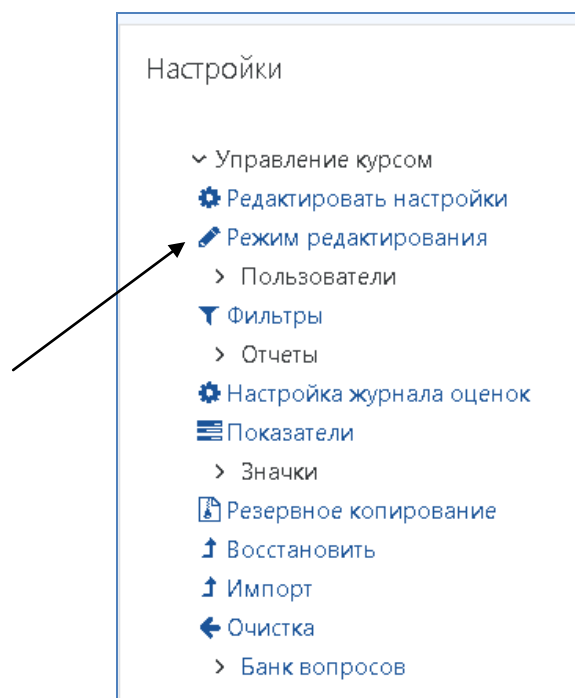 Настройки
Управление курсом
Редактировать настройки
Режим редактирования
Пользователи
Фильтры
Отчеты
Настройка журнала оценок
Показатели
Значки
Резервное копирование
Восстановить
Импорт
Очистка
Банк вопросов